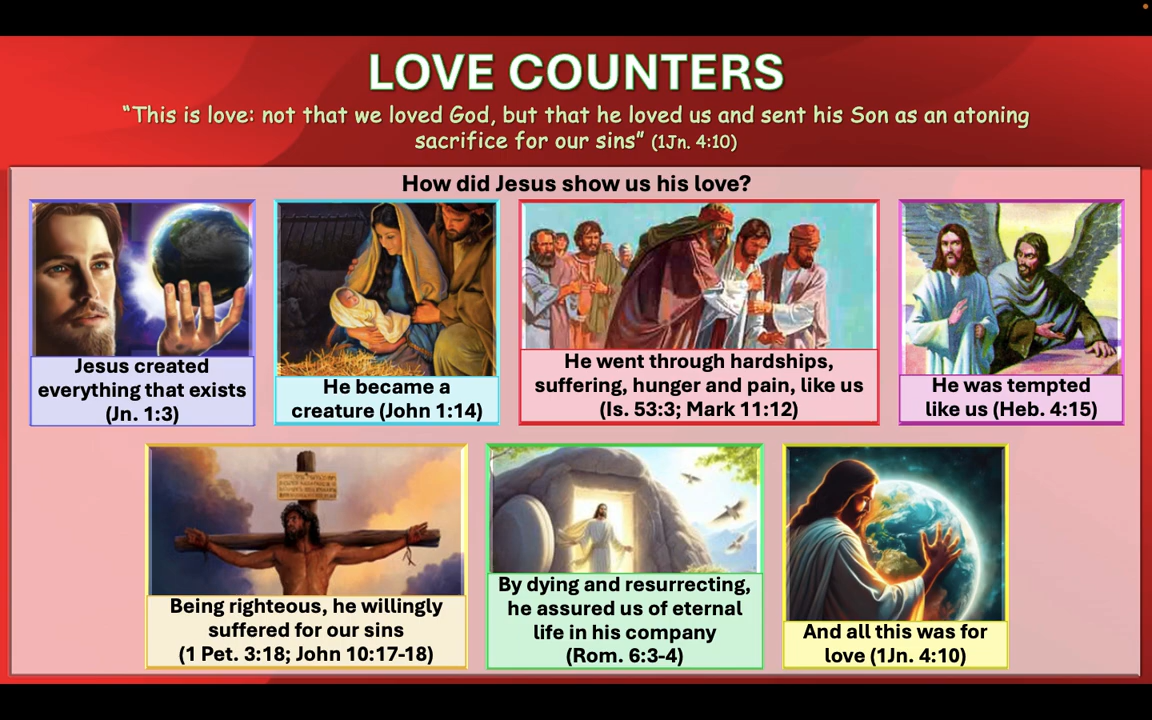 LOVE COUNTERS
“This is love: not that we loved God, but that he loved us and sent his Son as an atoning
sacrifice for our sins” (1Jn. 4:10)
How did Jesus show us his love?
Jesus created
everything that exists
(Jn. 1:3)
He became a
creature (John 1:14)
He went through hardships,
suffering, hunger and pain, like us
(Is. 53:3; Mark 11:12)
He was tempted
like us (Heb. 4:15)
Being righteous, he willingly
suffered for our sins
(1 Pet. 3:18; John 10:17-18)
By dying and resurrecting,
he assured us of eternal
life in his company
(Rom. 6:3-4)
And all this was for
love (1Jn. 4:10)